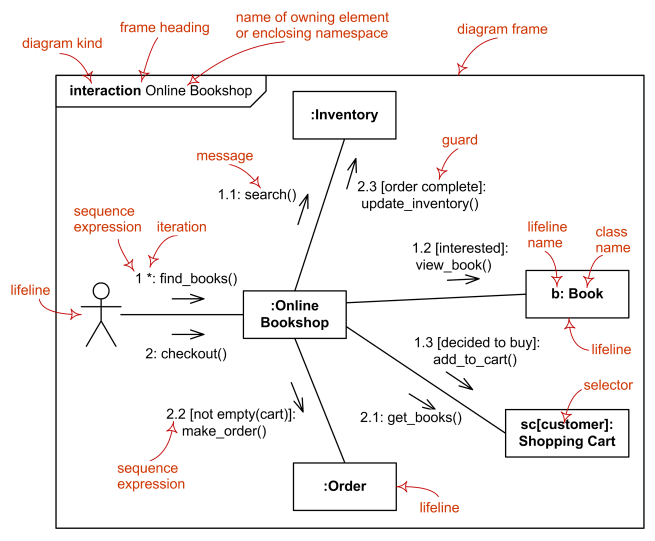 name of owning element
or enclosing namespace
frame heading
diagram frame
diagram kind
interaction Online Bookshop
:Inventory
guard
message
2.3 [order complete]:
update_inventory()
1.1: search()
sequence
expression
iteration
lifeline
name
class
name
1.2 [interested]:
view_book()
1 *: find_books()
lifeline
:Online
Bookshop
b: Book
2: checkout()
1.3 [decided to buy]:
add_to_cart()
lifeline
selector
2.2 [not empty(cart)]:
make_order()
2.1: get_books()
sc[customer]:
Shopping Cart
sequence
expression
:Order
lifeline